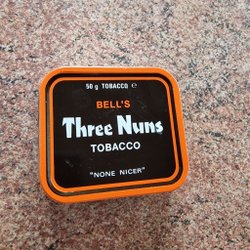 50 g TOBACCO ℮
BELL'S
Three Nuns
TOBACCO
"NONE NICER"